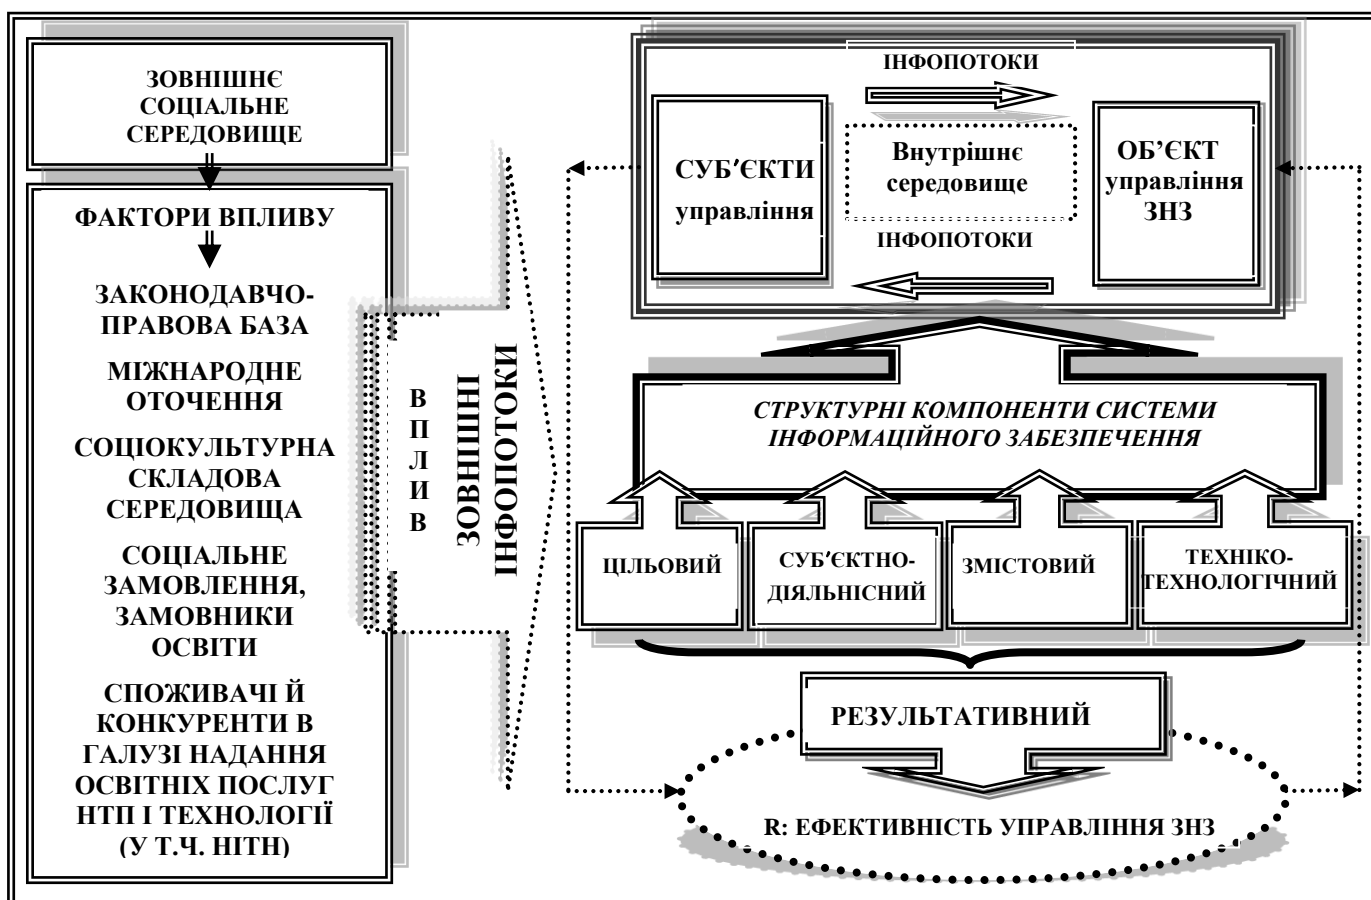 ЗОВНІШНЄ
СОЦІАЛЬНЕ
СЕРЕДОВИЩЕ
ФАКТОРИ ВПЛИВУ
ЗАКОНОДАВЧО-
ПРАВОВА БАЗА
МІЖНАРОДНЕ
ОТОЧЕННЯ
СОЦІОКУЛЬТУРНА
СКЛАДОВА
СЕРЕДОВИЩА
СОЦІАЛЬНЕ
ЗАМОВЛЕННЯ,
ЗАМОВНИКИ
ОСВІТИ
СПОЖИВАЧІ Й
КОНКУРЕНТИ В
ГАЛУЗІ НАДАННЯ
ОСВІТНІХ ПОСЛУГ
НТП І ТЕХНОЛОГІЇ
(У Т.Ч. НІТН)
ВПЛИВ
ЗОВНІШНІ
ІНФОПОТОКИ
ІНФОПОТОКИ
СУБ′ЄКТИ
управління
Внутрішнє
середовище
ОБ’ЄКТ
управління
ЗНЗ
ІНФОПОТОКИ
СТРУКТУРНІ КОМПОНЕНТИ СИСТЕМИ
ІНФОРМАЦІЙНОГО ЗАБЕЗПЕЧЕННЯ
ЦІЛЬОВИЙ
СУБ′ЄКТНО-
ДІЯЛЬНІСНИЙ
ЗМІСТОВИЙ
ТЕХНІКО-
ТЕХНОЛОГІЧНИЙ
РЕЗУЛЬТАТИВНИЙ
R: ЕФЕКТИВНІСТЬ УПРАВЛІННЯ ЗНЗ